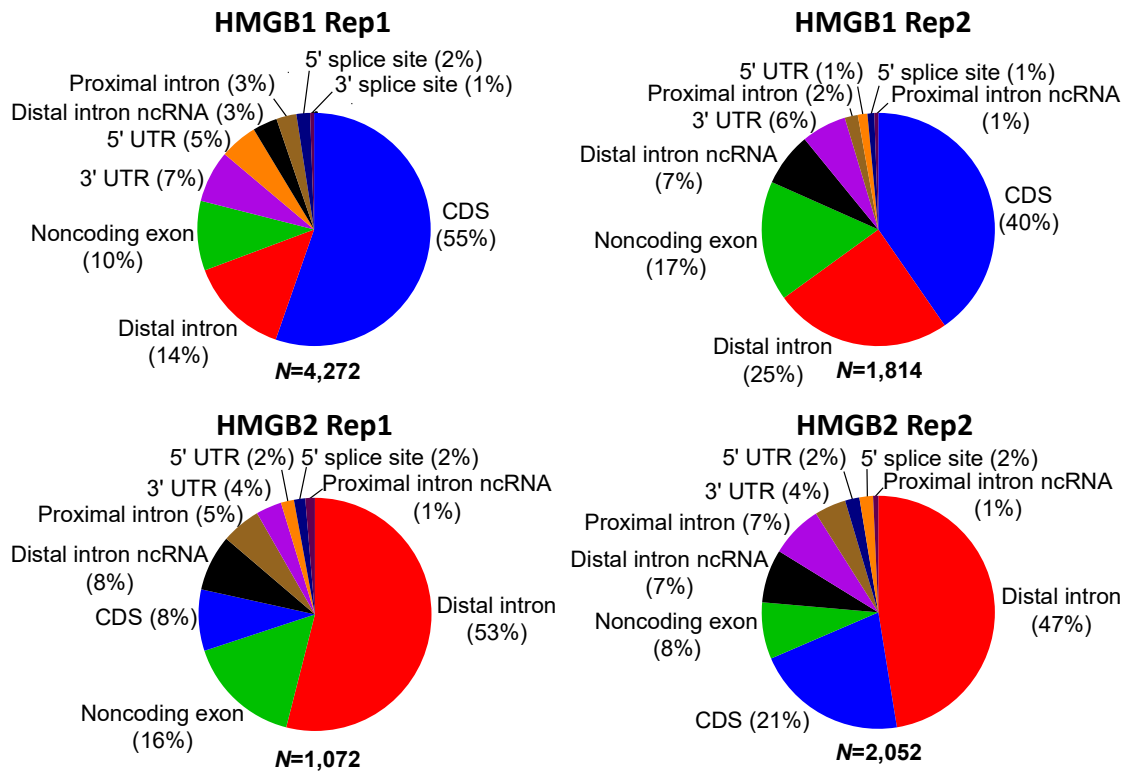 HMGB1 Rep1
5' splice site (2%)
3' splice site (1%)
Proximal intron (3%)
Distal intron ncRNA (3%)
5' UTR (5%)
3' UTR (7%)
Noncoding exon
(10%)
Distal intron
(14%)
CDS
(55%)
N=4,272
HMGB1 Rep2
5' UTR (1%)
5' splice site (1%)
Proximal intron (2%)
Proximal intron ncRNA
(1%)
3' UTR (6%)
Distal intron ncRNA
(7%)
Noncoding exon
(17%)
Distal intron
(25%)
CDS
(40%)
N=1,814
HMGB2 Rep1
5' UTR (2%)
5' splice site (2%)
3' UTR (4%)
Proximal intron ncRNA
(1%)
Proximal intron (5%)
Distal intron ncRNA
(8%)
CDS (8%)
Noncoding exon
(16%)
Distal intron
(53%)
N=1,072
HMGB2 Rep2
5' UTR (2%)
5' splice site (2%)
3' UTR (4%)
Proximal intron ncRNA
(1%)
Proximal intron (7%)
Distal intron ncRNA
(7%)
Noncoding exon
(8%)
CDS (21%)
Distal intron
(47%)
N=2,052